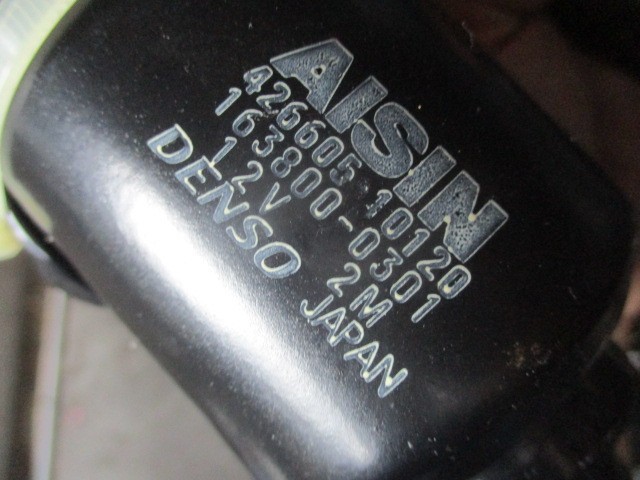 AISIN
426605-10120
163800-0301
12V 2M
DENSO JAPAN